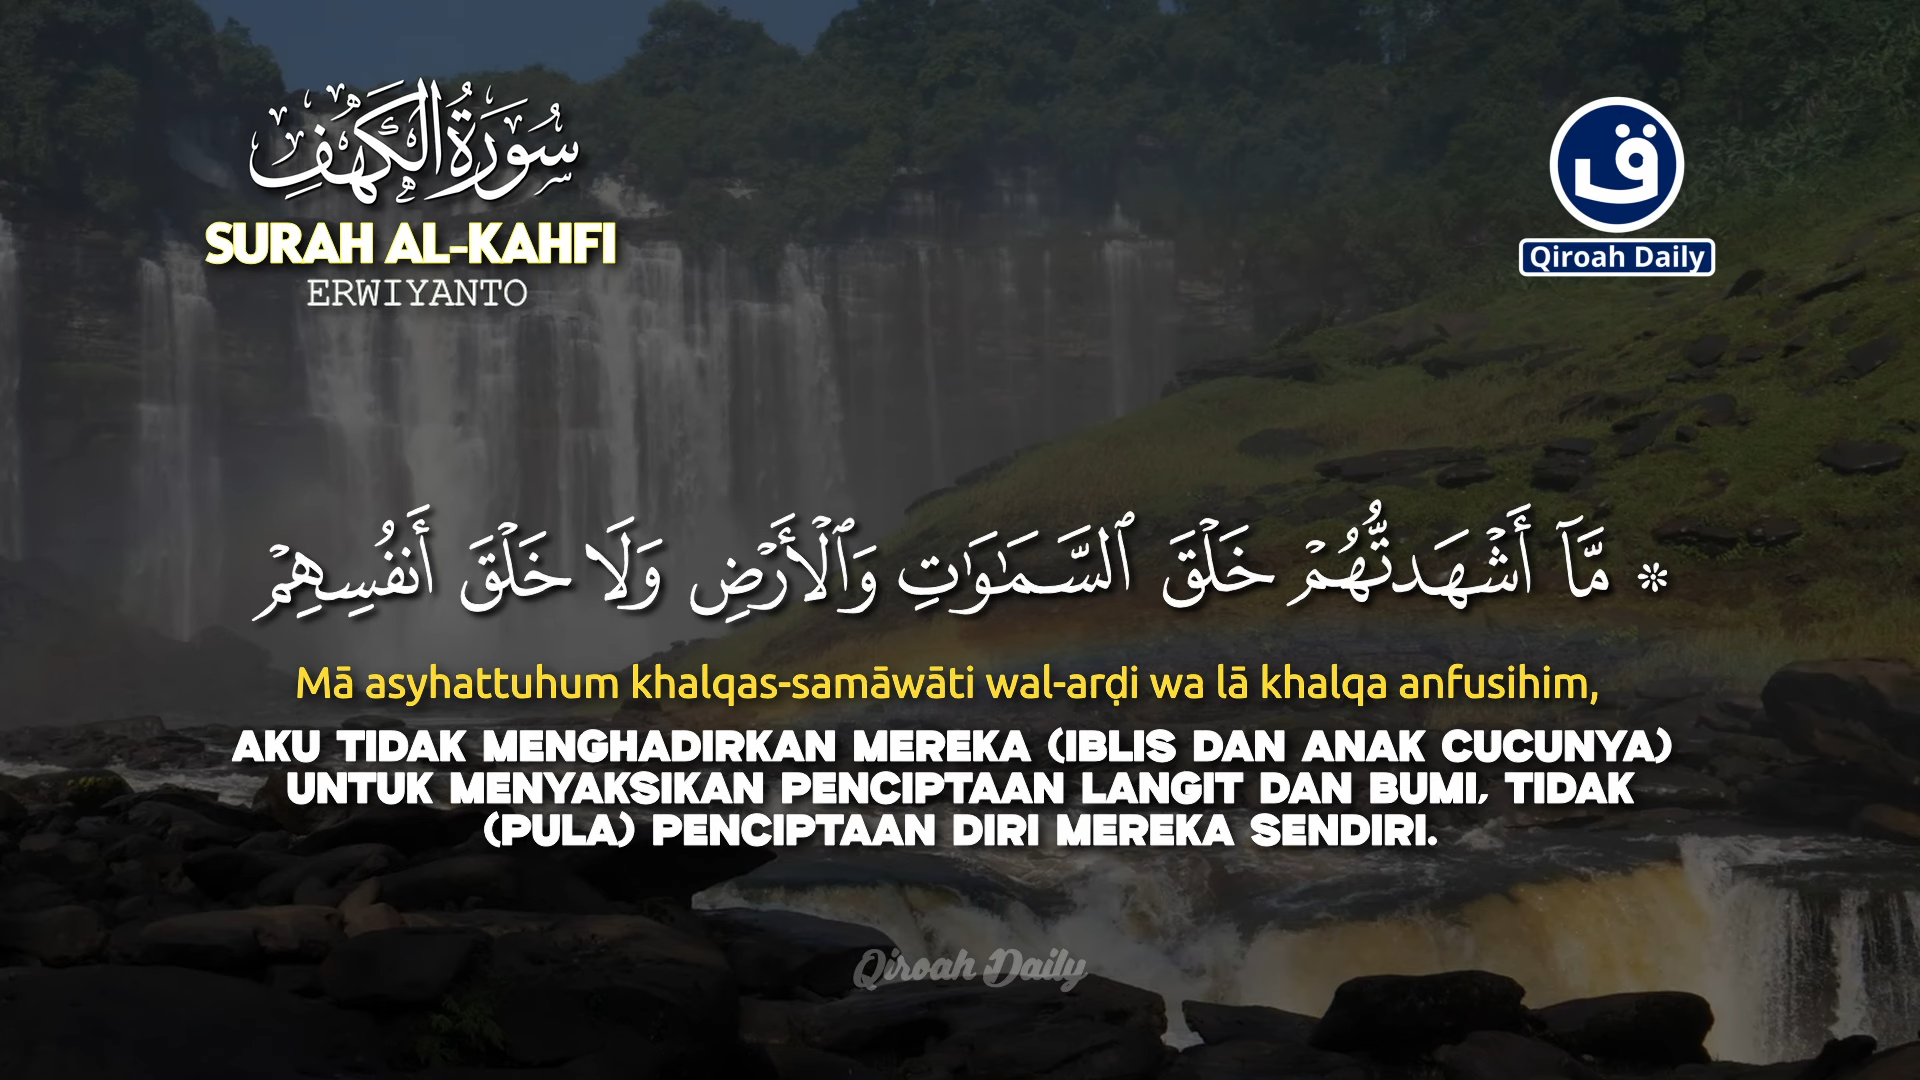 سُورَةُ الْكَهْفِ
SURAH AL-KAHFI
ERWIYANTO
ق
Qiroah Daily
* مَّآ أَشْهَدتُّهُمْ خَلْقَ ٱلسَّمَٰوَٰتِ وَٱلْأَرْضِ وَلَا خَلْقَ أَنفُسِهِمْ
Mā asyhattuhum khalqas-samāwāti wal-arḍi wa lā khalqa anfusihim,
AKU TIDAK MENGHADIRKAN MEREKA (IBLIS DAN ANAK CUCUNYA)
UNTUK MENYAKSIKAN PENCIPTAAN LANGIT DAN BUMI, TIDAK
(PULA) PENCIPTAAN DIRI MEREKA SENDIRI.
Qiroah Daily